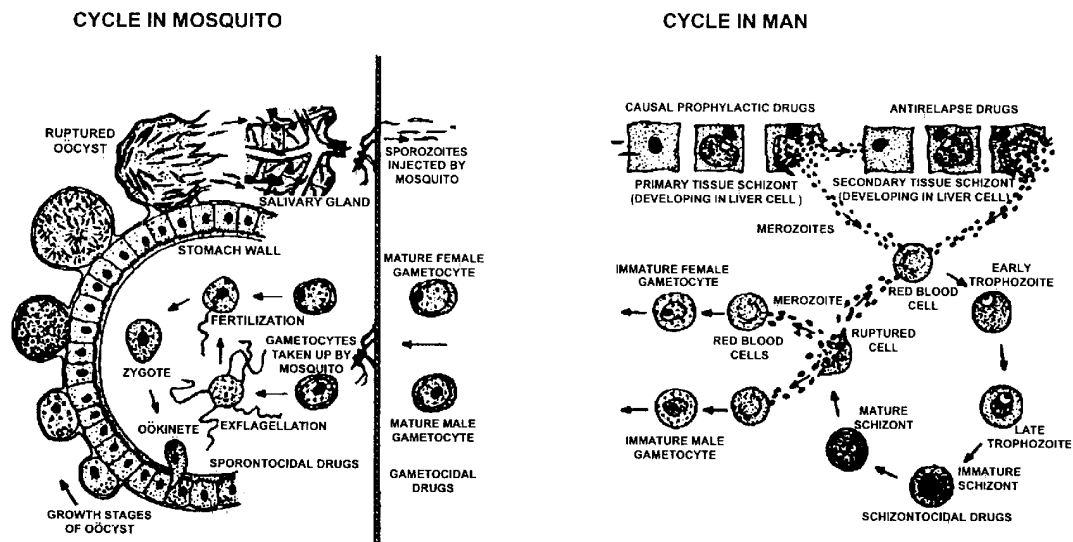 CYCLE IN MOSQUITO
CYCLE IN MAN
RUPTURED
OÖCYST
SALIVARY GLAND
SPOROZOITES
INJECTED BY
MOSQUITO
STOMACH WALL
MATURE FEMALE
GAMETOCYTE
FERTILIZATION
GAMETOCYTES
TAKEN UP BY
MOSQUITO
ZYGOTE
OÖKINETE
EXFLAGELLATION
MATURE MALE
GAMETOCYTE
SPORONTOCIDAL DRUGS
GAMETOCIDAL
DRUGS
GROWTH STAGES
OF OÖCYST
CAUSAL PROPHYLACTIC DRUGS
ANTIRELAPSE DRUGS
PRIMARY TISSUE SCHIZONT
(DEVELOPING IN LIVER CELL )
SECONDARY TISSUE SCHIZONT
(DEVELOPING IN LIVER CELL)
MEROZOITES
IMMATURE FEMALE
GAMETOCYTE
MEROZOITE
RED BLOOD
CELL
EARLY
TROPHOZOITE
RED BLOOD
CELLS
RUPTURED
CELL
IMMATURE MALE
GAMETOCYTE
MATURE
SCHIZONT
LATE
TROPHOZOITE
IMMATURE
SCHIZONT
SCHIZONTOCIDAL DRUGS